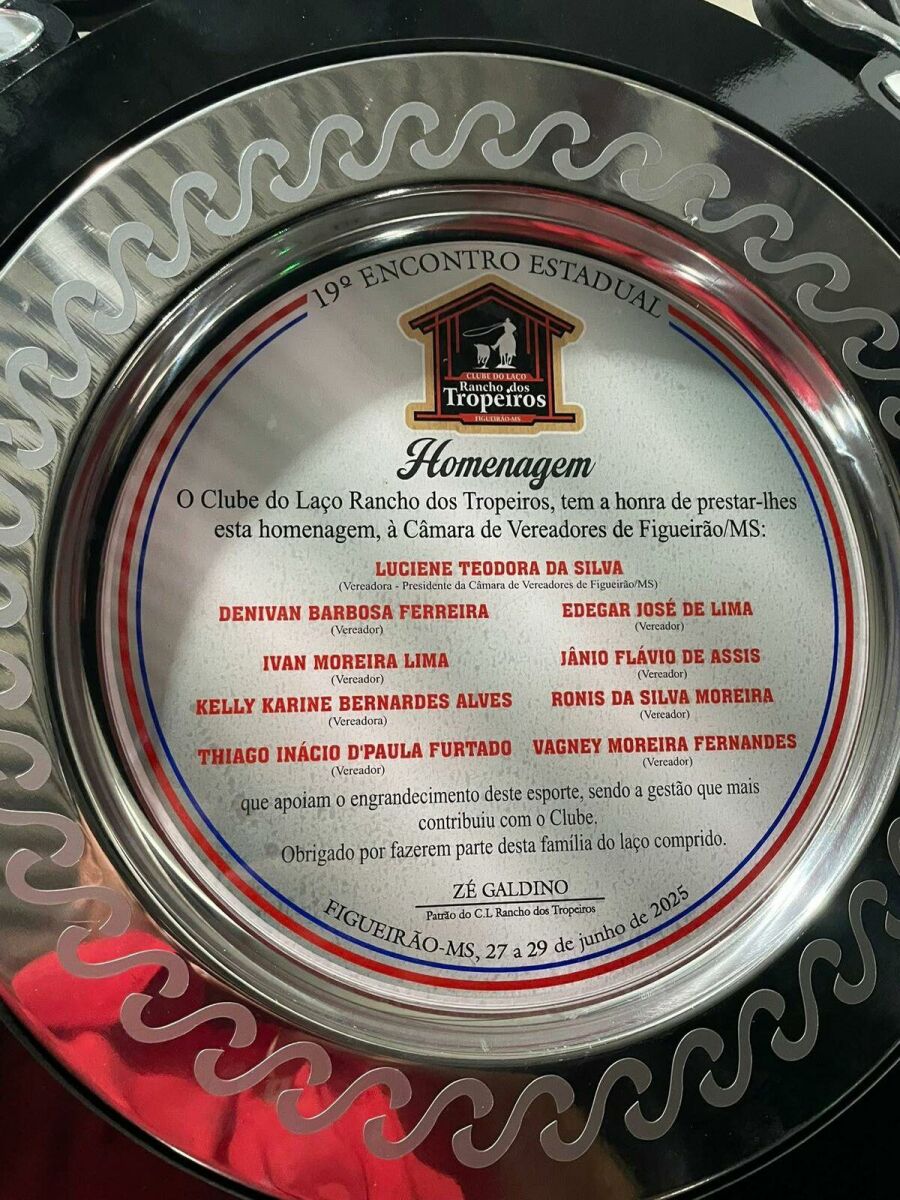 19º ENCONTRO ESTADUAL
CLUBE DO LAÇO
Rancho dos
Tropeiros
FIGUEIRÃO-MS
Homenagem
O Clube do Laço Rancho dos Tropeiros, tem a honra de prestar-lhes
esta homenagem, à Câmara de Vereadores de Figueirão/MS:
LUCIENE TEODORA DA SILVA
(Vereadora - Presidente da Câmara de Vereadores de Figueirão/MS)
DENIVAN BARBOSA FERREIRA EDEGAR JOSÉ DE LIMA
(Vereador) (Vereador)
IVAN MOREIRA LIMA JÂNIO FLÁVIO DE ASSIS
(Vereador) (Vereador)
KELLY KARINE BERNARDES ALVES RONIS DA SILVA MOREIRA
(Vereadora) (Vereador)
THIAGO INÁCIO D'PAULA FURTADO VAGNEY MOREIRA FERNANDES
(Vereador) (Vereador)
que apoiam o engrandecimento deste esporte, sendo a gestão que mais
contribuiu com o Clube.
Obrigado por fazerem parte desta família do laço comprido.
ZÉ GALDINO
Patrão do C.L Rancho dos Tropeiros
FIGUEIRÃO-MS, 27 a 29 de junho de 2025